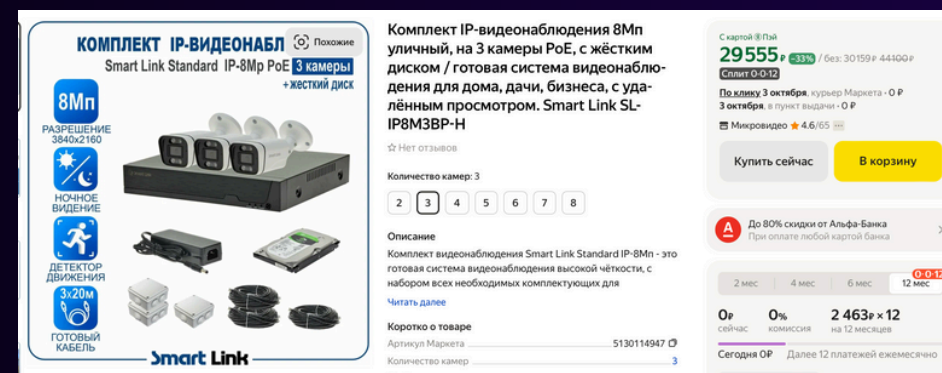 КОМПЛЕКТ IP-ВИДЕОНАБЛ
Похожие
Smart Link Standard IP-8Mp PoE 3 камеры
+жесткий диск
8Мп
РАЗРЕШЕНИЕ
3840x2160
НОЧНОЕ
ВИДЕНИЕ
ДЕТЕКТОР
ДВИЖЕНИЯ
3x20м
ГОТОВЫЙ
КАБЕЛЬ
Smart Link
Комплект IP-видеонаблюдения 8Мп
уличный, на 3 камеры PoE, с жёстким
диском / готовая система видеонаблю-
дения для дома, дачи, бизнеса, с уда-
лённым просмотром. Smart Link SL-
IP8M3BP-H
Нет отзывов
Количество камер: 3
2 3 4 5 6 7 8
Описание
Комплект видеонаблюдения Smart Link Standard IP-8Мп - это
готовая система видеонаблюдения высокой чёткости, с
набором всех необходимых комплектующих для
Читать далее
Коротко о товаре
Артикул Маркета 5130114947
Количество камер 3
С картой Пэй
29 555 ₽ -33% / без: 30159₽ 44100₽
Сплит 0-0-12
По клику 3 октября, курьер Маркета - 0 ₽
3 октября, в пункт выдачи - 0 ₽
Микровидео 4.6/65
Купить сейчас
В корзину
До 80% скидки от Альфа-Банка
При оплате любой картой банка
0-0-12
2 мес 4 мес 6 мес 12 мес
0₽ 0% 2 463₽ × 12
сейчас комиссия на 12 месяцев
Сегодня 0₽ Далее 12 платежей ежемесячно